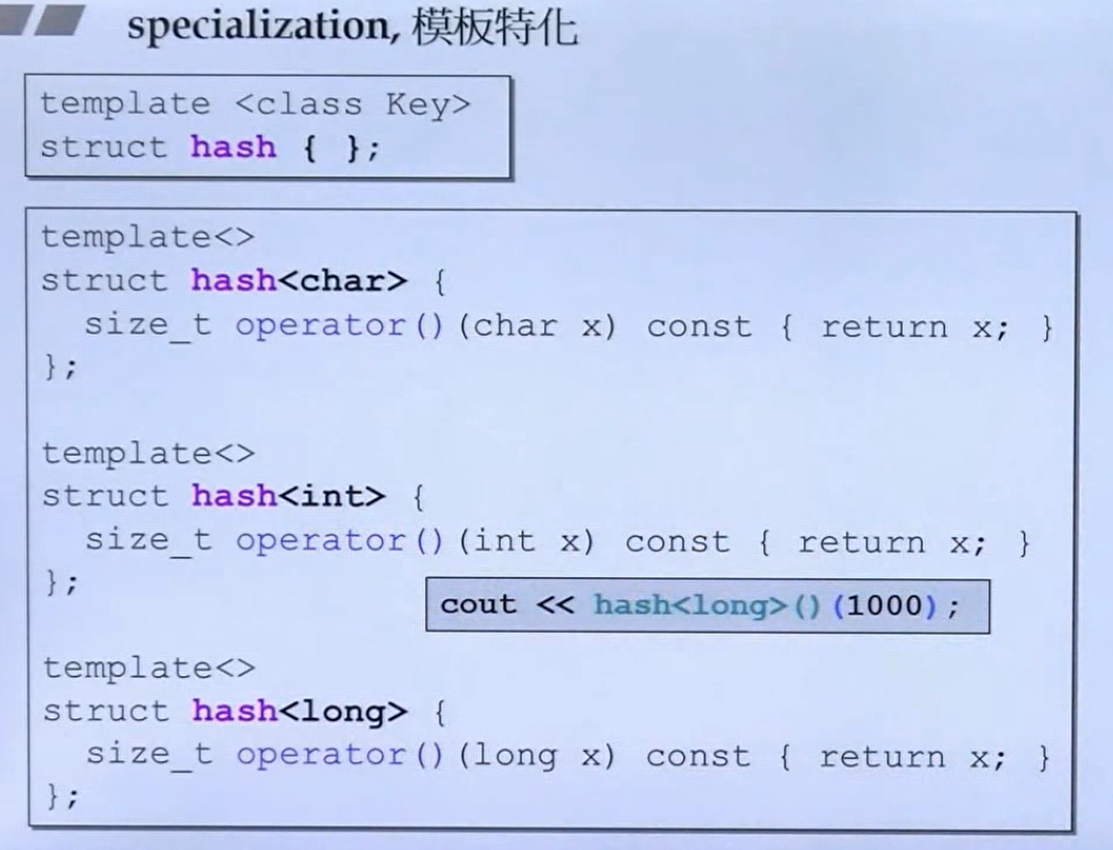 specialization, 模板特化
template <class Key>
struct hash { };
template<>
struct hash<char> {
size_t operator()(char x) const { return x; }
};
template<>
struct hash<int> {
size_t operator()(int x) const { return x; }
};
cout << hash<long>()(1000);
template<>
struct hash<long> {
size_t operator()(long x) const { return x; }
};